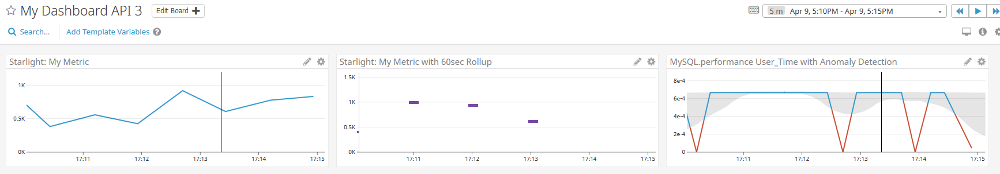 My Dashboard API 3
Edit Board
5 m Apr 9, 5:10PM - Apr 9, 5:15PM
Search...
Add Template Variables
Starlight: My Metric
1K
0.5K
0K
17:11 17:12 17:13 17:14 17:15
Starlight: My Metric with 60sec Rollup
1.5K
1K
0.5K
0K
17:11 17:12 17:13 17:14 17:15
MySQL.performance User_Time with Anomaly Detection
8e-4
6e-4
4e-4
2e-4
0
17:11 17:12 17:13 17:14 17:15